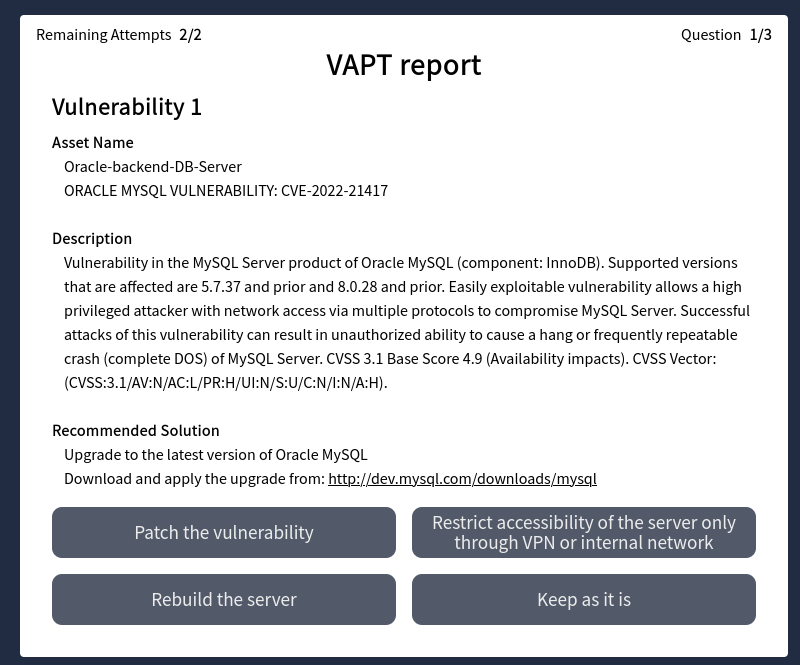 Remaining Attempts 2/2
Question 1/3
VAPT report
Vulnerability 1
Asset Name
Oracle-backend-DB-Server
ORACLE MYSQL VULNERABILITY: CVE-2022-21417
Description
Vulnerability in the MySQL Server product of Oracle MySQL (component: InnoDB). Supported versions
that are affected are 5.7.37 and prior and 8.0.28 and prior. Easily exploitable vulnerability allows a high
privileged attacker with network access via multiple protocols to compromise MySQL Server. Successful
attacks of this vulnerability can result in unauthorized ability to cause a hang or frequently repeatable
crash (complete DOS) of MySQL Server. CVSS 3.1 Base Score 4.9 (Availability impacts). CVSS Vector:
(CVSS:3.1/AV:N/AC:L/PR:H/UI:N/S:U/C:N/I:N/A:H).
Recommended Solution
Upgrade to the latest version of Oracle MySQL
Download and apply the upgrade from: http://dev.mysql.com/downloads/mysql
Patch the vulnerability
Restrict accessibility of the server only
through VPN or internal network
Rebuild the server
Keep as it is